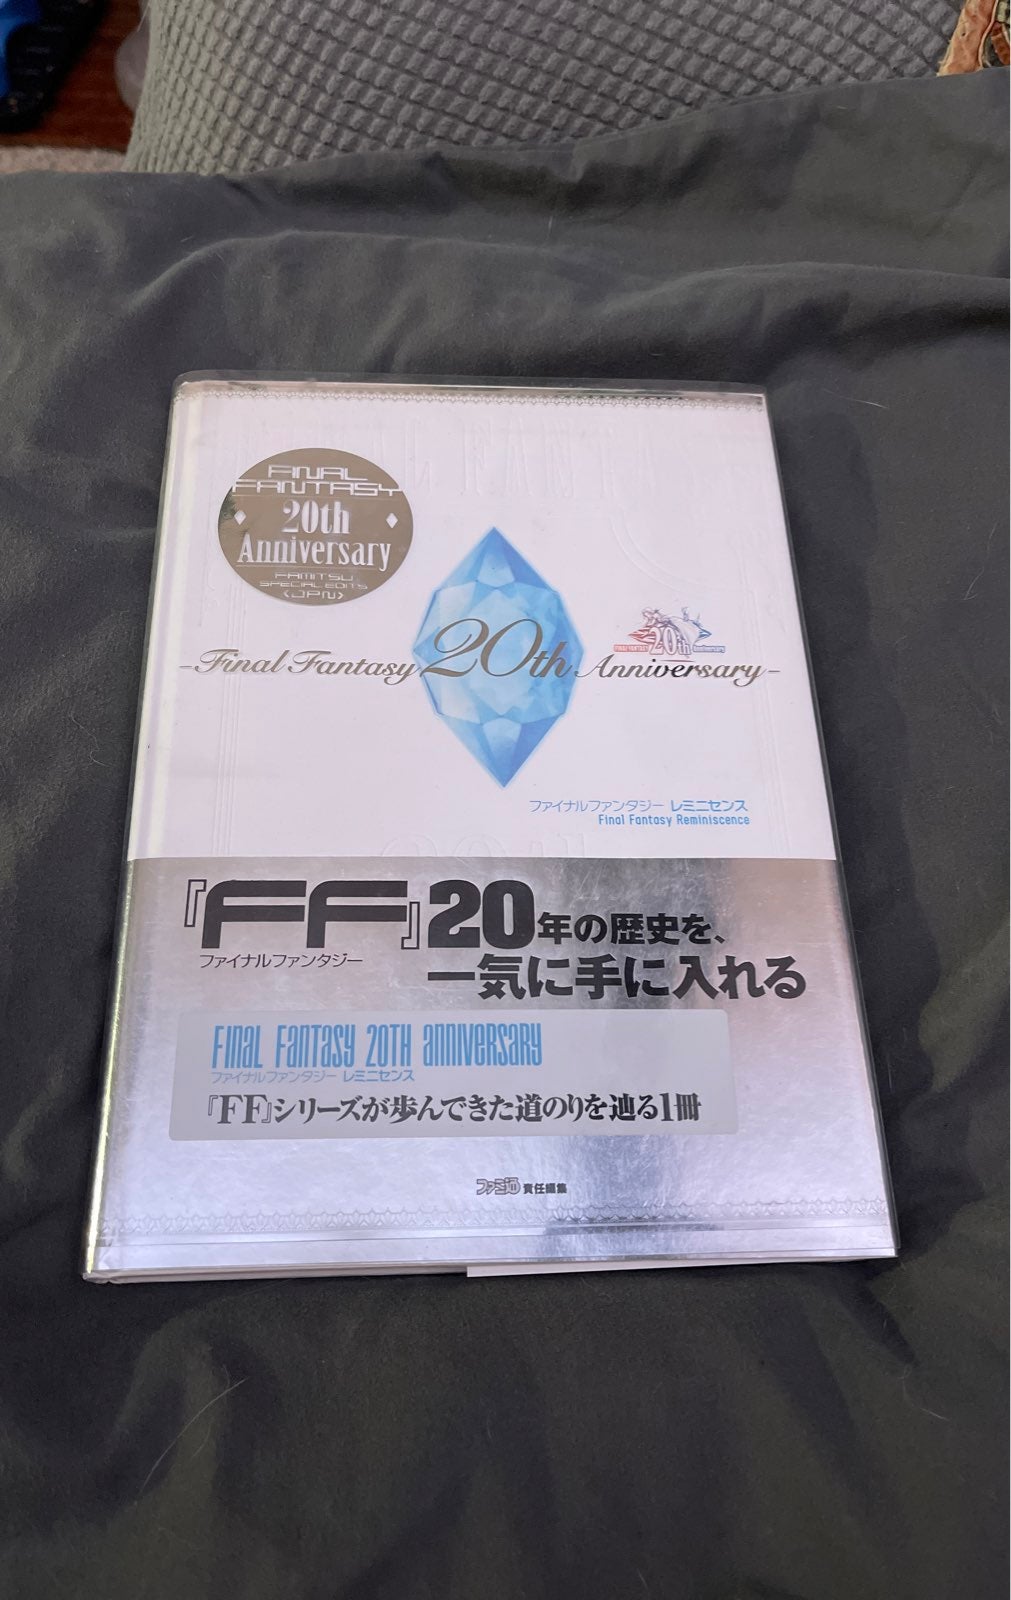 FINAL
FANTASY
20th
Anniversary
FAMITSU
SPECIAL EDITS
<JPN>
FINAL FANTASY 20th Anniversary
-Final Fantasy 20th Anniversary-
ファイナルファンタジー レミニセンス
Final Fantasy Reminiscence
『FF』20年の歴史を、
ファイナルファンタジー
一気に手に入れる
FINAL FANTASY 20TH ANNIVERSARY
ファイナルファンタジー レミニセンス
『FF』シリーズが歩んできた道のりを辿る1冊
ファミ通 責任編集